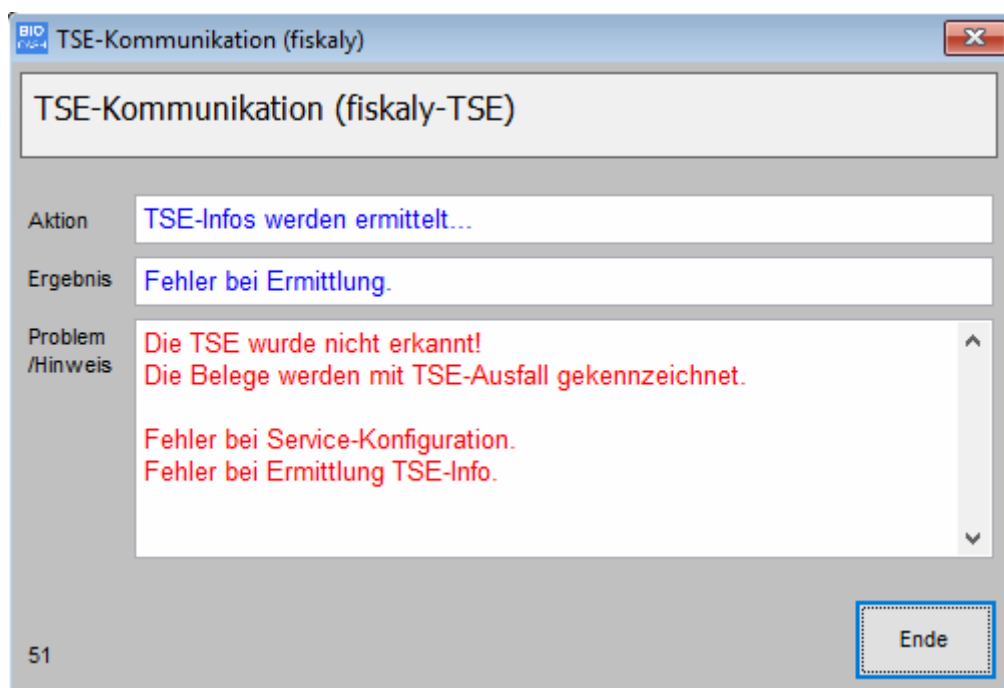 BIO
CASH
TSE-Kommunikation (fiskaly)
TSE-Kommunikation (fiskaly-TSE)
Aktion
TSE-Infos werden ermittelt...
Ergebnis
Fehler bei Ermittlung.
Problem
/Hinweis
Die TSE wurde nicht erkannt!
Die Belege werden mit TSE-Ausfall gekennzeichnet.
Fehler bei Service-Konfiguration.
Fehler bei Ermittlung TSE-Info.
51
Ende